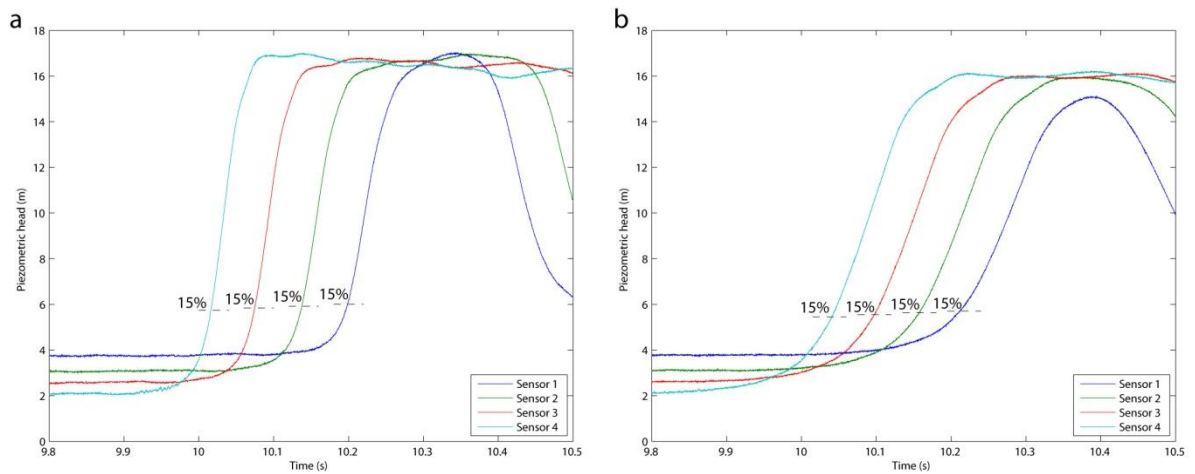 a
18
16
14
12
10
8
6
4
2
0
Piezometric head (m)
15% 15% 15% 15%
Sensor 1
Sensor 2
Sensor 3
Sensor 4
9.8 9.9 10 10.1 10.2 10.3 10.4 10.5
Time (s)
b
18
16
14
12
10
8
6
4
2
0
Piezometric head (m)
15% 15% 15% 15%
Sensor 1
Sensor 2
Sensor 3
Sensor 4
9.8 9.9 10 10.1 10.2 10.3 10.4 10.5
Time (s)